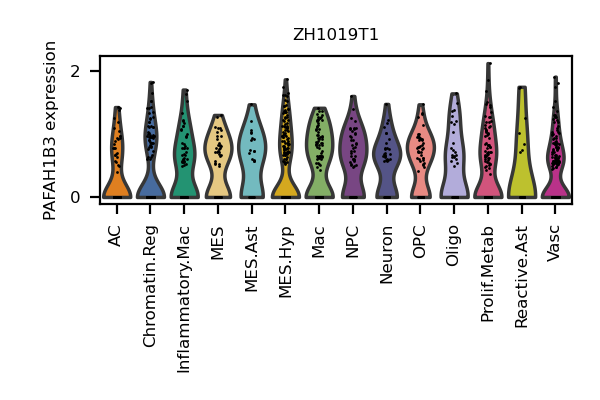 ZH1019T1
PAFAH1B3 expression
2
0
AC
Chromatin.Reg
Inflammatory.Mac
MES
MES.Ast
MES.Hyp
Mac
NPC
Neuron
OPC
Oligo
Prolif.Metab
Reactive.Ast
Vasc